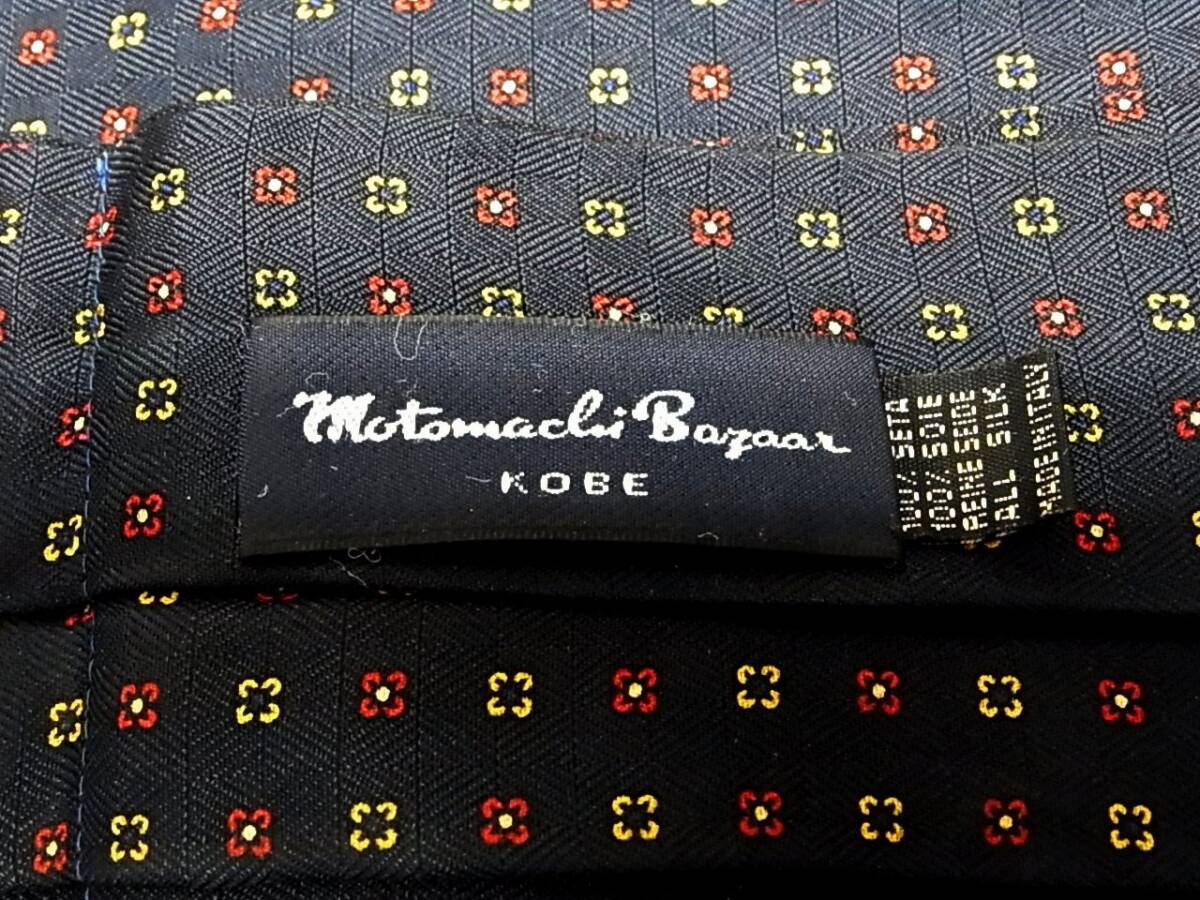 Motomachi Bazaar
KOBE
100% SETA
100% SOIE
REINE SEIDE
ALL SILK
MADE IN ITALY